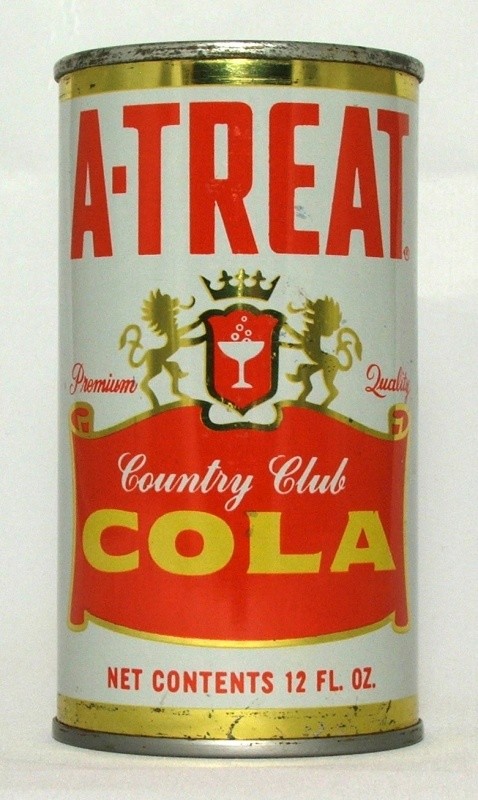 A-TREAT®
Premium Quality
Country Club
COLA
NET CONTENTS 12 FL. OZ.